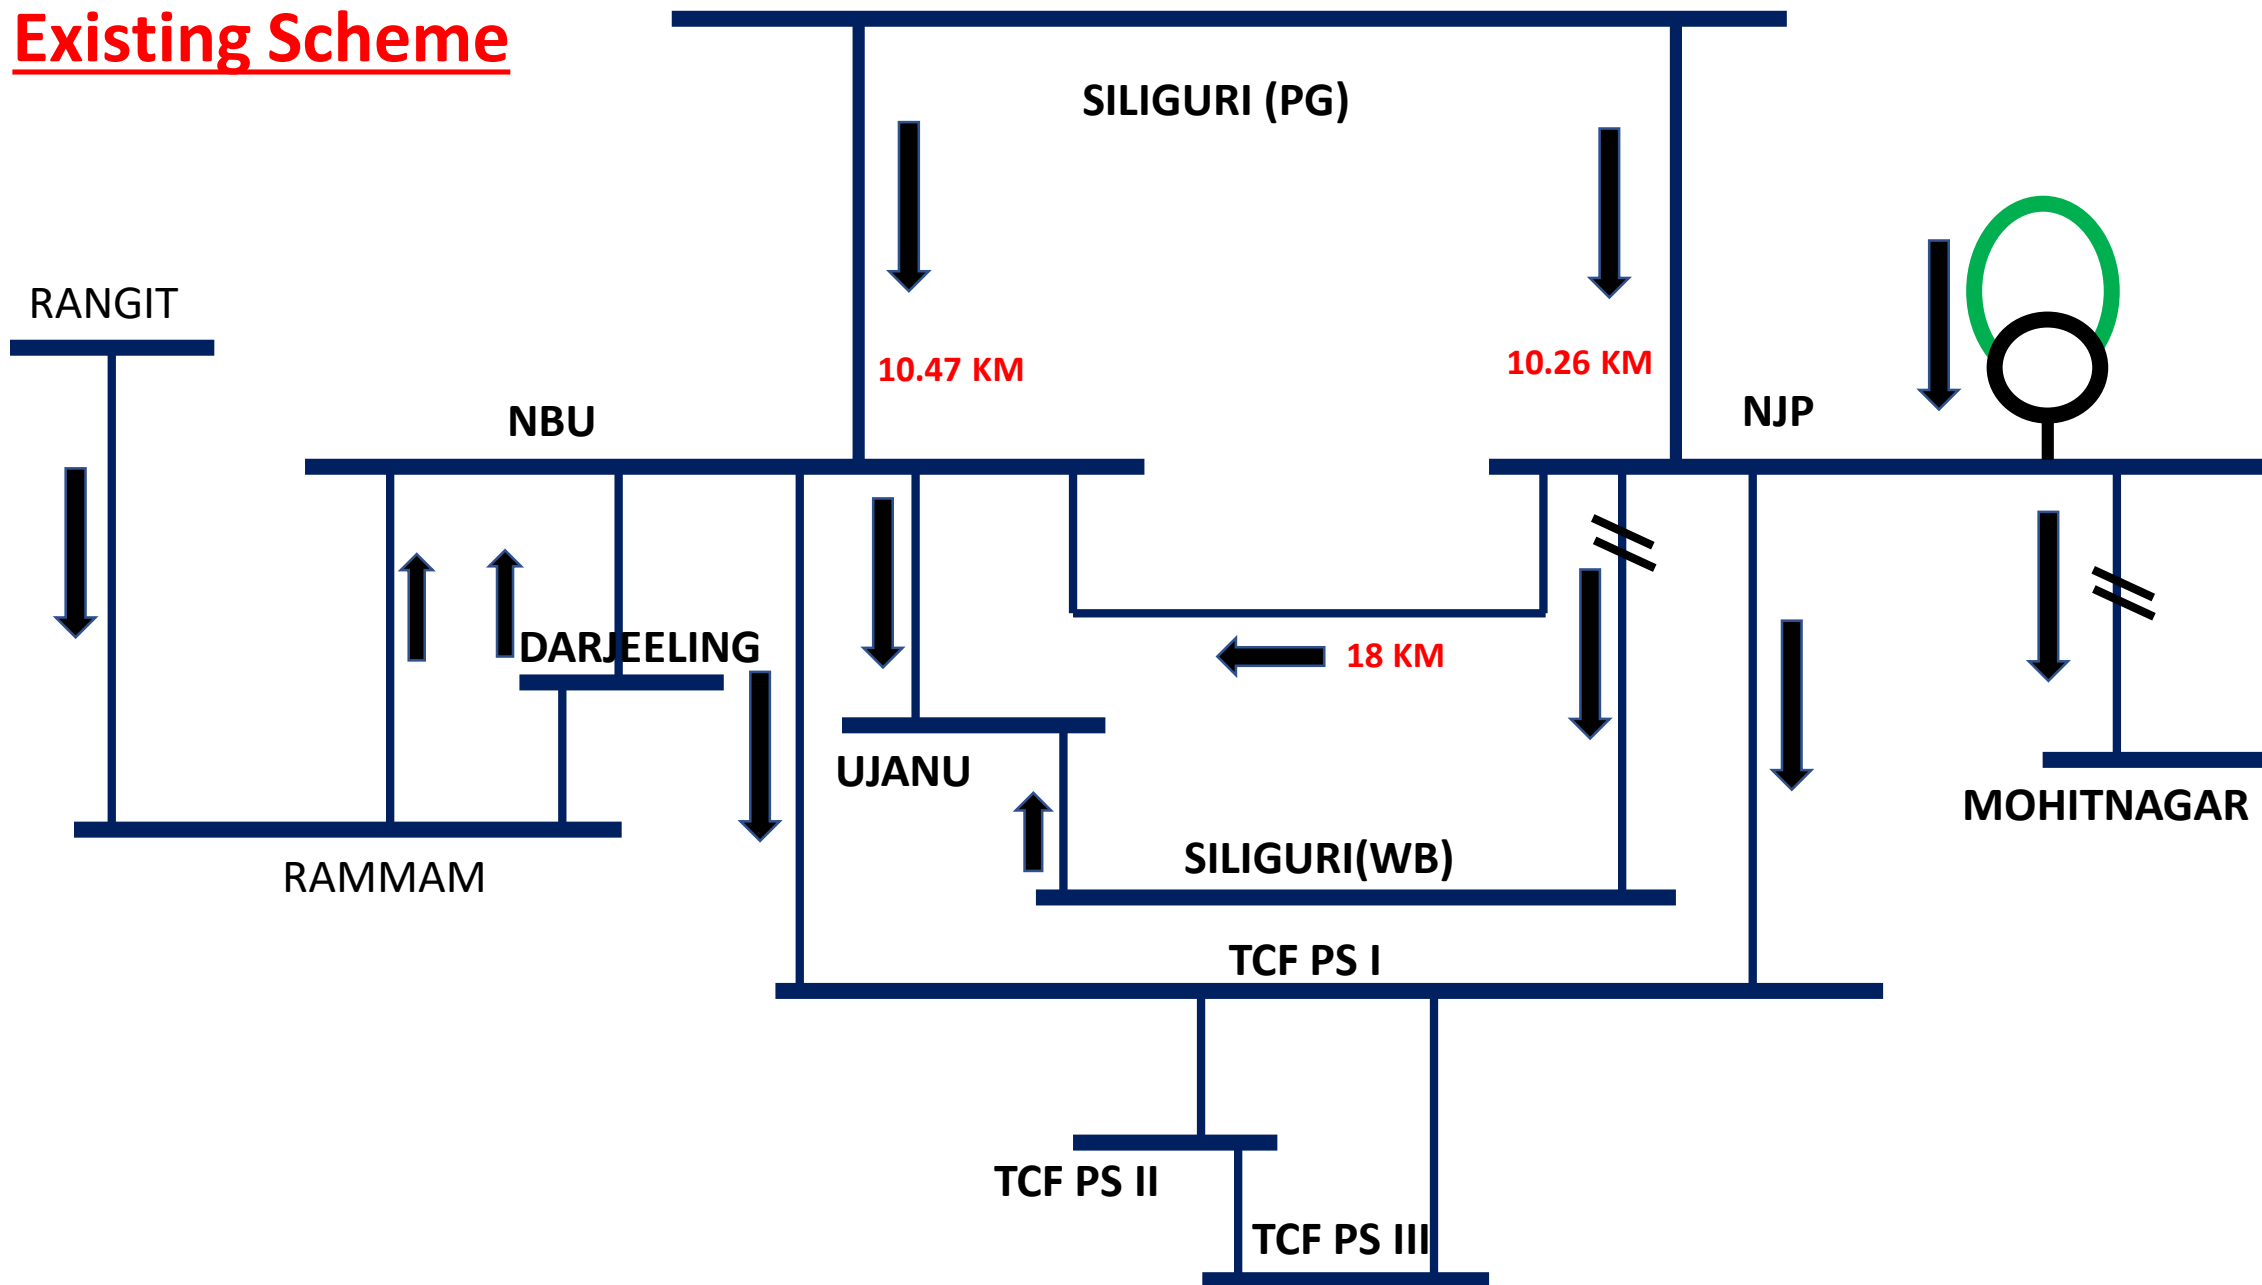 Existing Scheme
SILIGURI (PG)
RANGIT
10.47 KM
10.26 KM
NBU
NJP
DARJEELING
18 KM
UJANU
MOHITNAGAR
SILIGURI(WB)
RAMMAM
TCF PS I
TCF PS II
TCF PS III